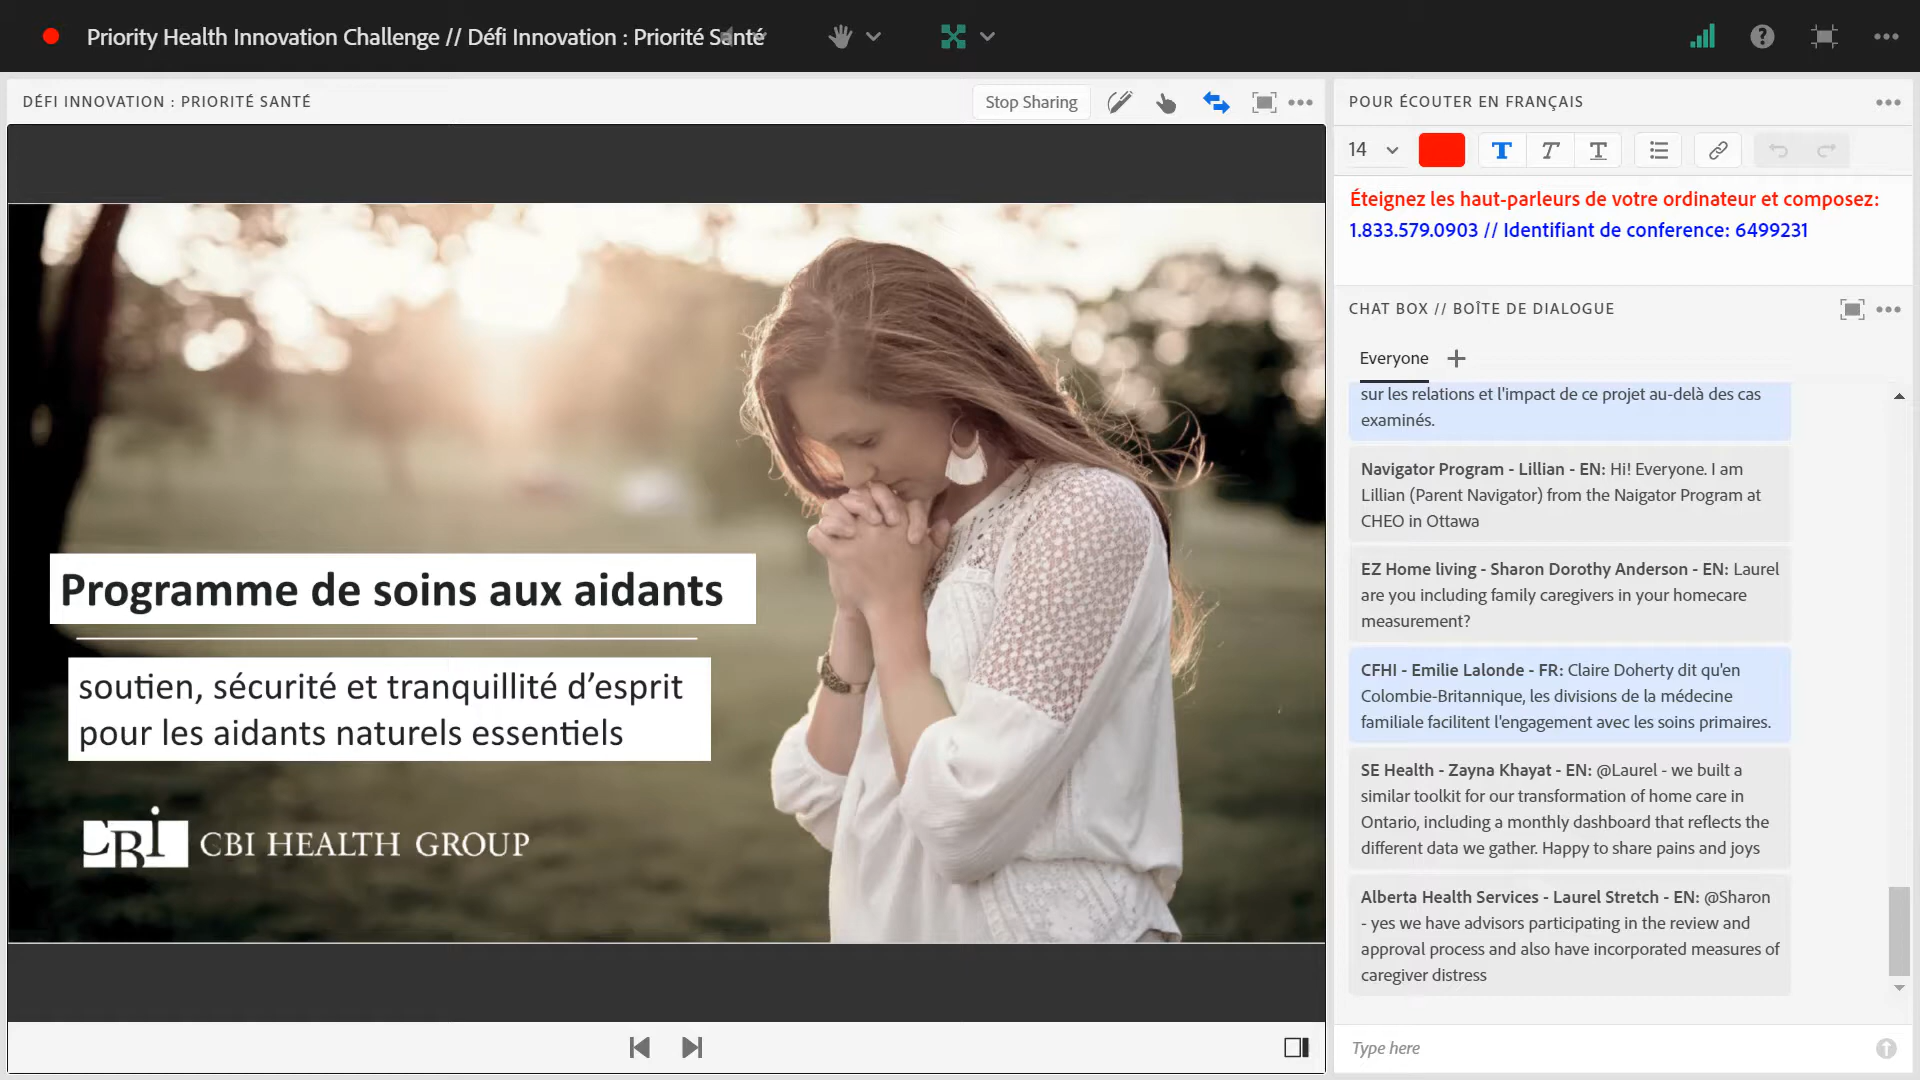 Priority Health Innovation Challenge // Défi Innovation : Priorité Santé
DÉFI INNOVATION : PRIORITÉ SANTÉ
Stop Sharing
Programme de soins aux aidants
soutien, sécurité et tranquillité d’esprit
pour les aidants naturels essentiels
CBI CBI HEALTH GROUP
POUR ÉCOUTER EN FRANÇAIS
14
Éteignez les haut-parleurs de votre ordinateur et composez:
1.833.579.0903 // Identifiant de conference: 6499231
CHAT BOX // BOÎTE DE DIALOGUE
Everyone
sur les relations et l'impact de ce projet au-delà des cas
examinés.
Navigator Program - Lillian - EN: Hi! Everyone. I am
Lillian (Parent Navigator) from the Naigator Program at
CHEO in Ottawa
EZ Home living - Sharon Dorothy Anderson - EN: Laurel
are you including family caregivers in your homecare
measurement?
CFHI - Emilie Lalonde - FR: Claire Doherty dit qu'en
Colombie-Britannique, les divisions de la médecine
familiale facilitent l'engagement avec les soins primaires.
SE Health - Zayna Khayat - EN: @Laurel - we built a
similar toolkit for our transformation of home care in
Ontario, including a monthly dashboard that reflects the
different data we gather. Happy to share pains and joys
Alberta Health Services - Laurel Stretch - EN: @Sharon
- yes we have advisors participating in the review and
approval process and also have incorporated measures of
caregiver distress
Type here